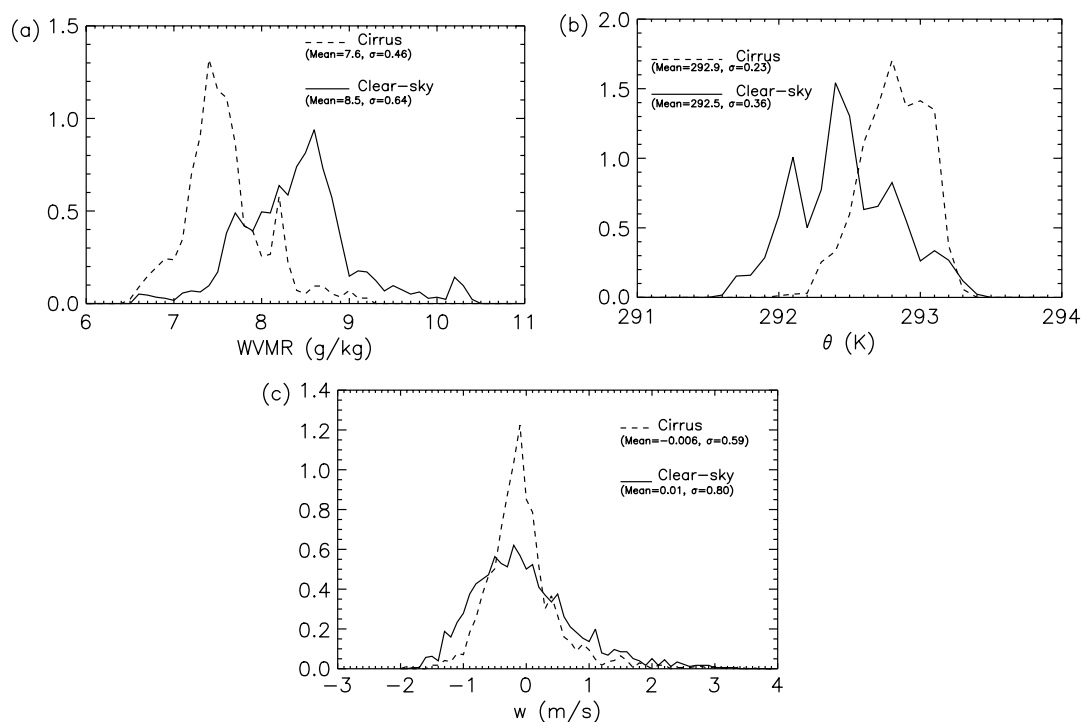 (a)
1.5
1.0
0.5
0.0
Cirrus
(Mean=7.6, σ=0.46)
Clear-sky
(Mean=8.5, σ=0.64)
6 7 8 9 10 11
WVMR (g/kg)
(b)
2.0
1.5
1.0
0.5
0.0
Cirrus
(Mean=292.9, σ=0.23)
Clear-sky
(Mean=292.5, σ=0.36)
291 292 293 294
θ (K)
(c)
1.4
1.2
1.0
0.8
0.6
0.4
0.2
0.0
Cirrus
(Mean=-0.006, σ=0.59)
Clear-sky
(Mean=0.01, σ=0.80)
-3 -2 -1 0 1 2 3 4
w (m/s)